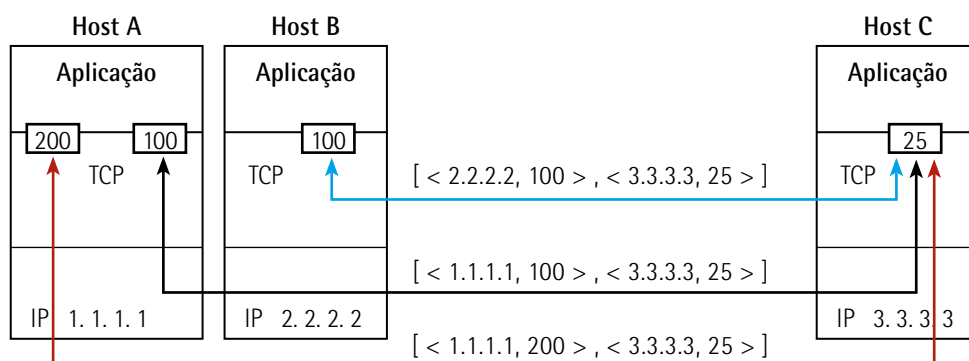 Host A
Host B
Host C
Aplicação
Aplicação
Aplicação
200
100
100
25
TCP
TCP
TCP
[ < 2.2.2.2, 100 > , < 3.3.3.3, 25 > ]
[ < 1.1.1.1, 100 > , < 3.3.3.3, 25 > ]
IP 1. 1. 1. 1
IP 2. 2. 2. 2
IP 3. 3. 3. 3
[ < 1.1.1.1, 200 > , < 3.3.3.3, 25 > ]